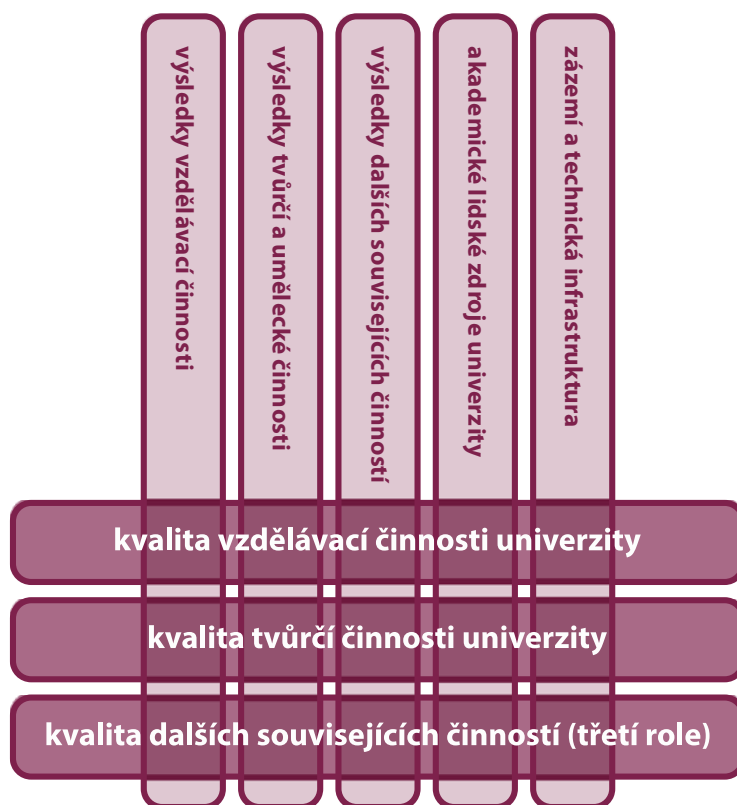 výsledky vzdělávací činnosti
výsledky tvůrčí a umělecké činnosti
výsledky dalších souvisejících činností
akademické lidské zdroje univerzity
zázemí a technická infrastruktura
kvalita vzdělávací činnosti univerzity
kvalita tvůrčí činnosti univerzity
kvalita dalších souvisejících činností (třetí role)